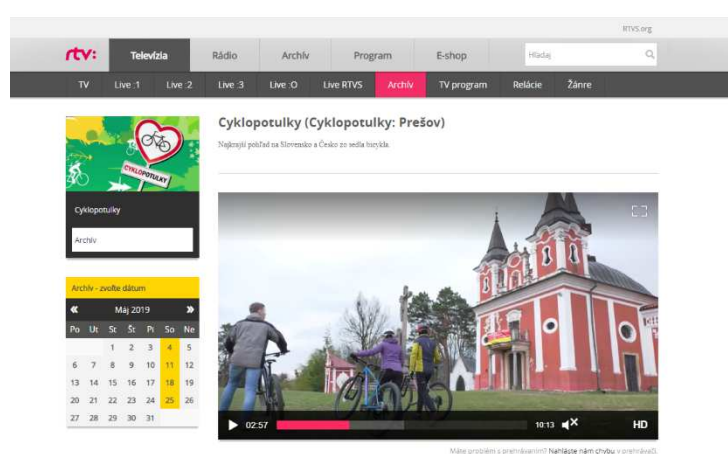 RTVS.org
rtv:
Televízia
Rádio
Archív
Program
E-shop
Hľadaj
TV
Live :1
Live :2
Live :3
Live :O
Live RTVS
Archív
TV program
Relácie
Žánre
CYKLOPOTULKY
Cyklopotulky
Archív
Cyklopotulky (Cyklopotulky: Prešov)
Najkrajší pohľad na Slovensko a Česko zo sedla bicykla.
Archív - zvoľte dátum
« Máj 2019 »
Po Ut St Št Pi So Ne
1 2 3 4 5
6 7 8 9 10 11 12
13 14 15 16 17 18 19
20 21 22 23 24 25 26
27 28 29 30 31
02:57
10:13
HD
Máte problém s prehrávaním? Nahláste nám chybu v prehrávači.